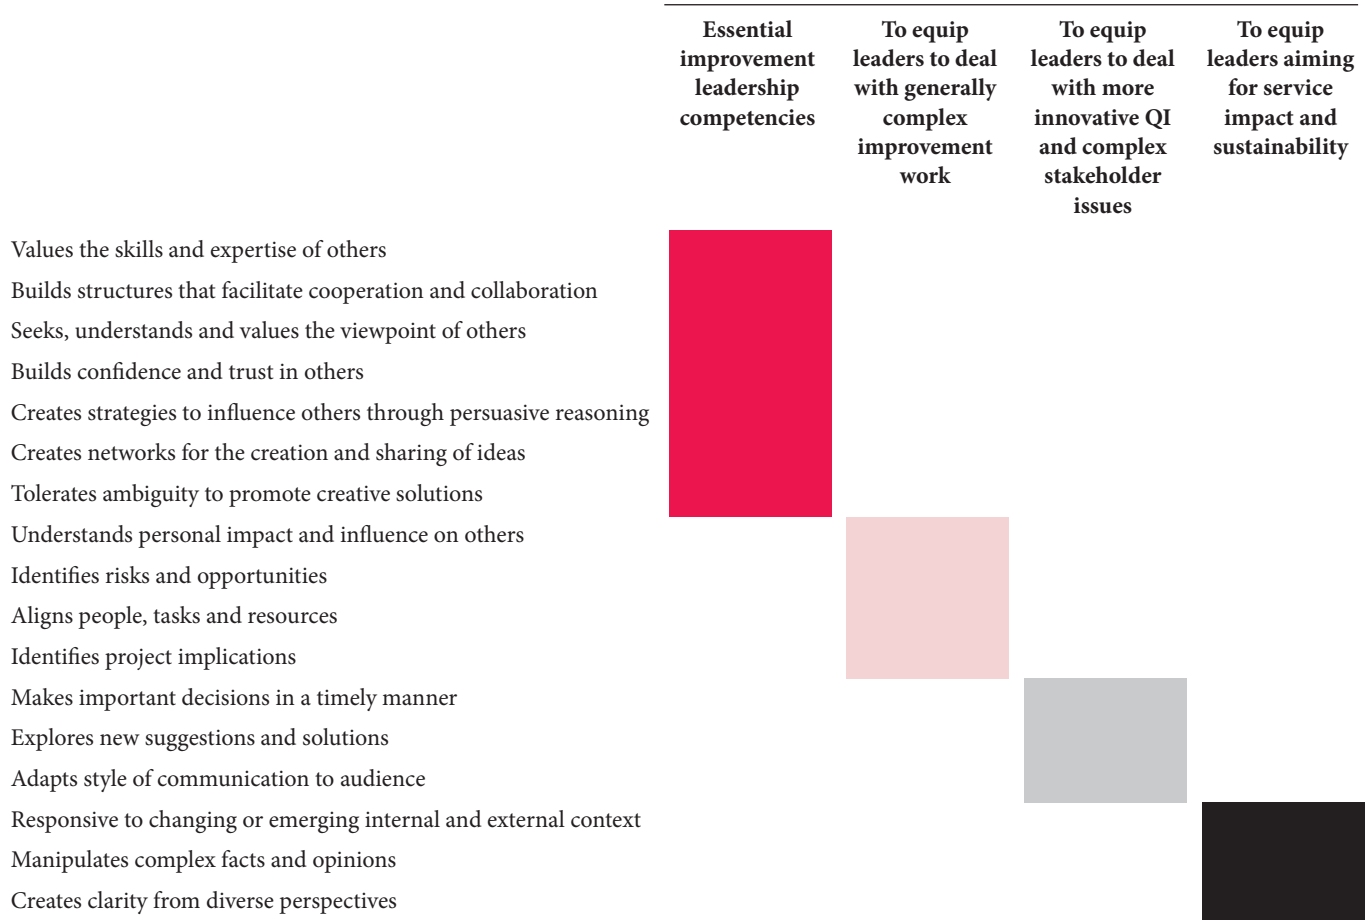 Essential
improvement
leadership
competencies
To equip
leaders to deal
with generally
complex
improvement
work
To equip
leaders to deal
with more
innovative QI
and complex
stakeholder
issues
To equip
leaders aiming
for service
impact and
sustainability
Values the skills and expertise of others
Builds structures that facilitate cooperation and collaboration
Seeks, understands and values the viewpoint of others
Builds confidence and trust in others
Creates strategies to influence others through persuasive reasoning
Creates networks for the creation and sharing of ideas
Tolerates ambiguity to promote creative solutions
Understands personal impact and influence on others
Identifies risks and opportunities
Aligns people, tasks and resources
Identifies project implications
Makes important decisions in a timely manner
Explores new suggestions and solutions
Adapts style of communication to audience
Responsive to changing or emerging internal and external context
Manipulates complex facts and opinions
Creates clarity from diverse perspectives